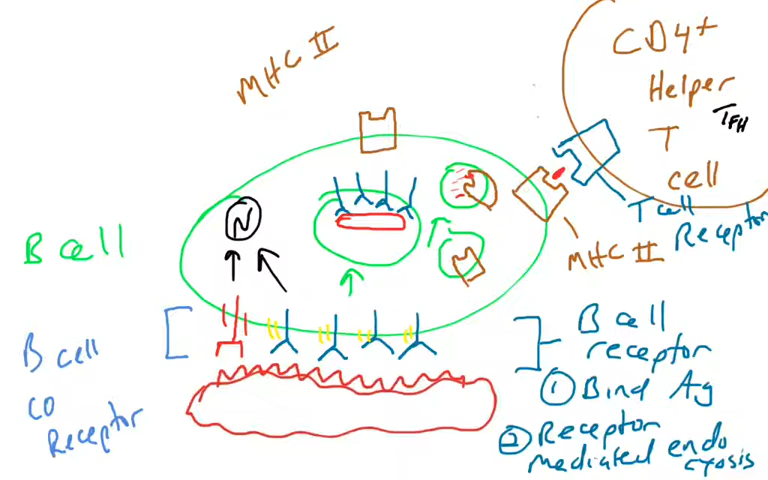 MHC II
CD4+
Helper
TFH
T
cell
T cell
Receptor
MHC II
B cell
N
B cell
co
Receptor
B cell
receptor
① Bind Ag
② Receptor
mediated endo
cytosis